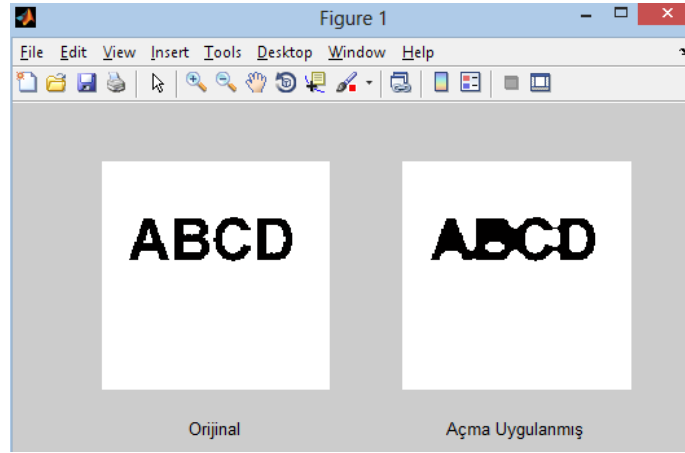 Figure 1
File Edit View Insert Tools Desktop Window Help
ABCD
ABCD
Orijinal
Açma Uygulanmış